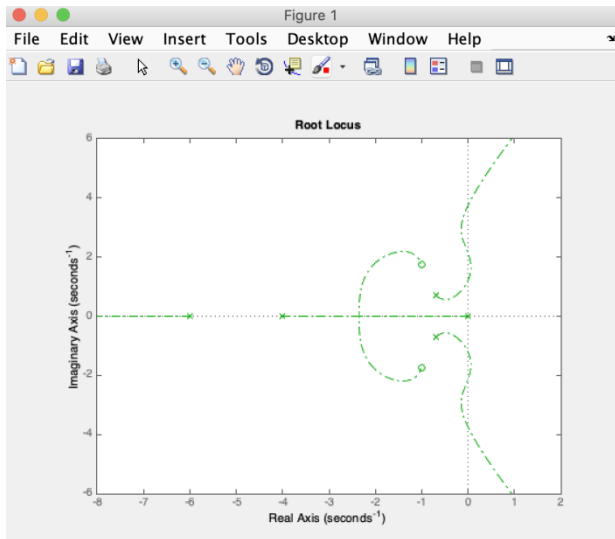 Figure 1
File Edit View Insert Tools Desktop Window Help
Root Locus
6
4
2
0
-2
-4
-6
Imaginary Axis (seconds⁻¹)
-8 -7 -6 -5 -4 -3 -2 -1 0 1 2
Real Axis (seconds⁻¹)